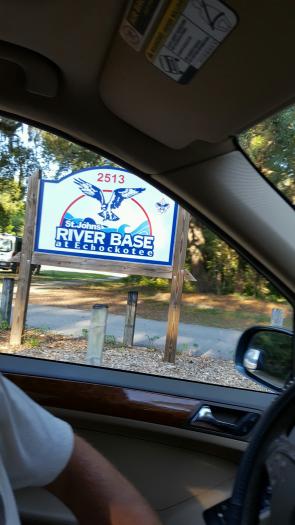 2513
St. Johns
RIVER BASE
at Echockotee